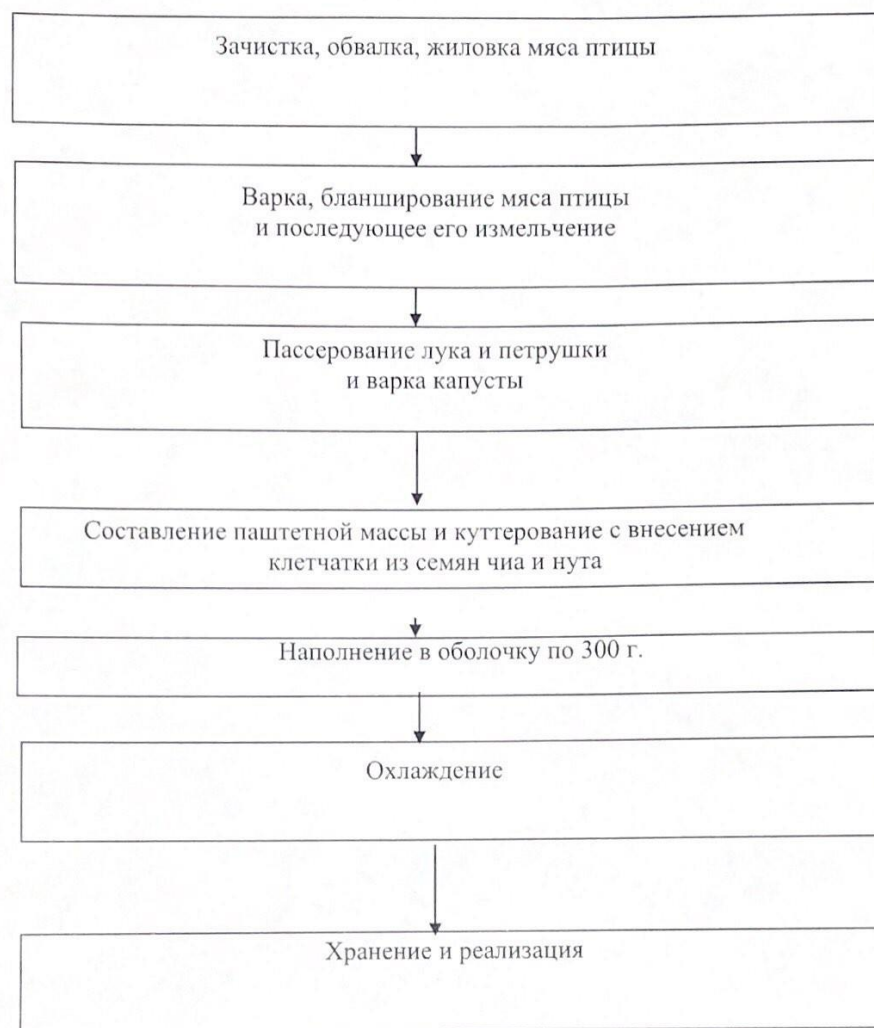 Зачистка, обвалка, жиловка мяса птицы
Варка, бланширование мяса птицы
и последующее его измельчение
Пассерование лука и петрушки
и варка капусты
Составление паштетной массы и куттерование с внесением
клетчатки из семян чиа и нута
Наполнение в оболочку по 300 г.
Охлаждение
Хранение и реализация